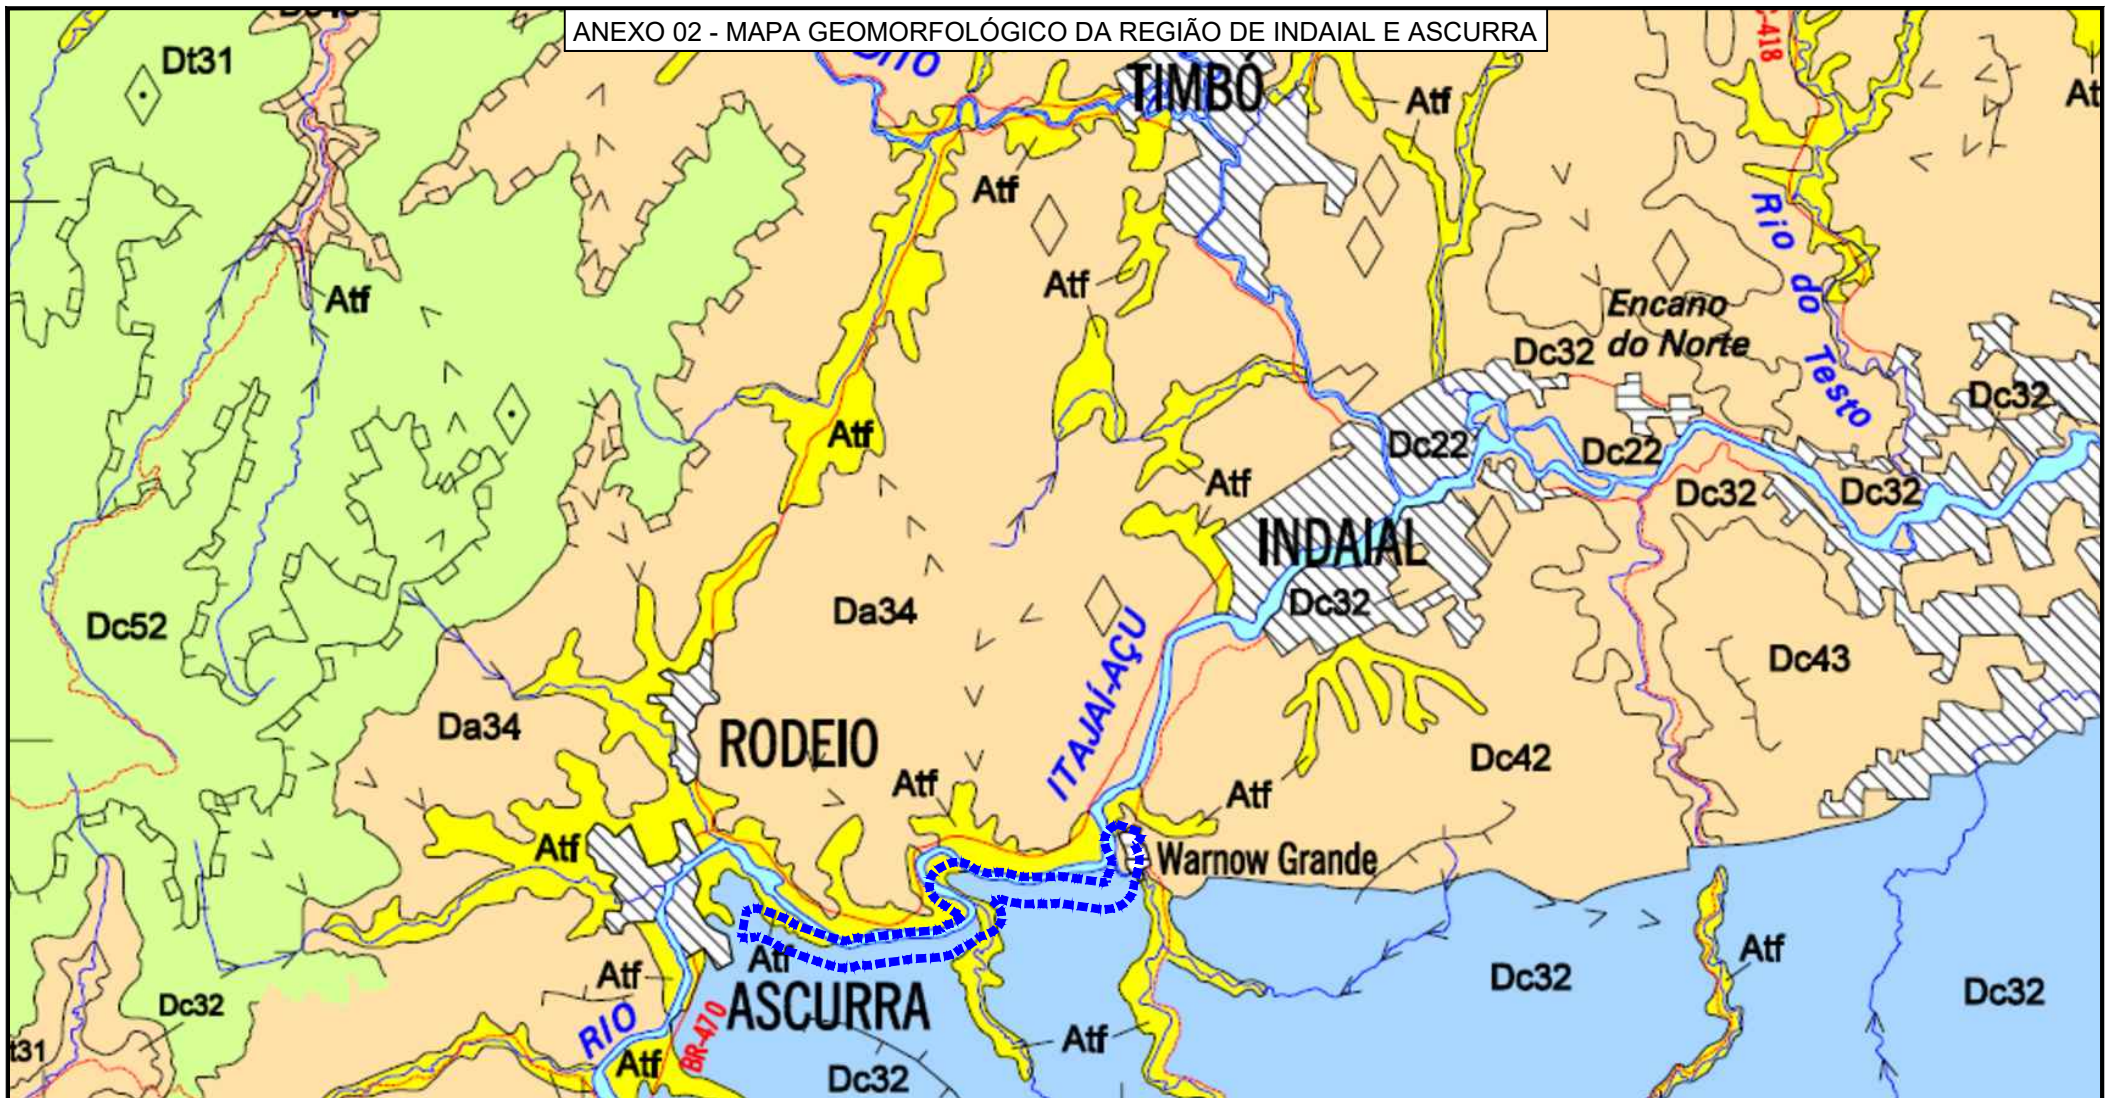 ANEXO 02 - MAPA GEOMORFOLÓGICO DA REGIÃO DE INDAIAL E ASCURRA
Dt31
TIMBÓ
Atf
Atf
Atf
Atf
Rio do Testo
Encano
do Norte
Dc32
Dc32
Atf
Dc22
Dc22
Atf
Dc32
Dc32
INDAIAL
Dc32
Da34
Dc52
Dc43
ITAJAÍ-AÇU
Da34
RODEIO
Dc42
Atf
Atf
Atf
Warnow Grande
Atf
Atf
Atf
Dc32
Dc32
Dc32
ASCURRA
RIO
BR-470
Atf
Atf
t31
Dc32